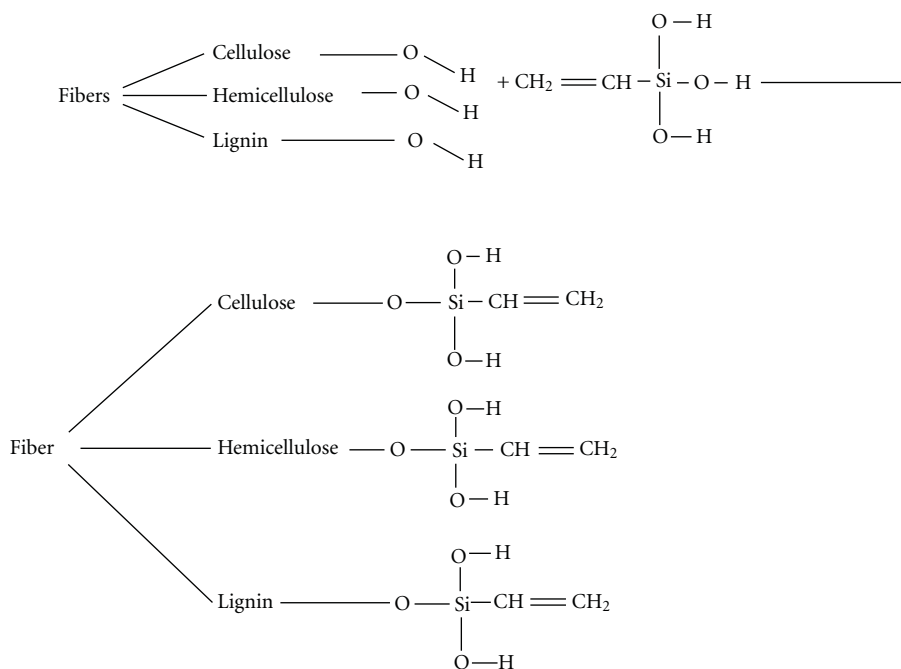 O H
Cellulose O H
Fibers Hemicellulose O H + CH₂ CH Si O H
Lignin O H O H
O H
Cellulose O Si CH CH₂
O H
O H
Fiber Hemicellulose O Si CH CH₂
O H
O H
Lignin O Si CH CH₂
O H